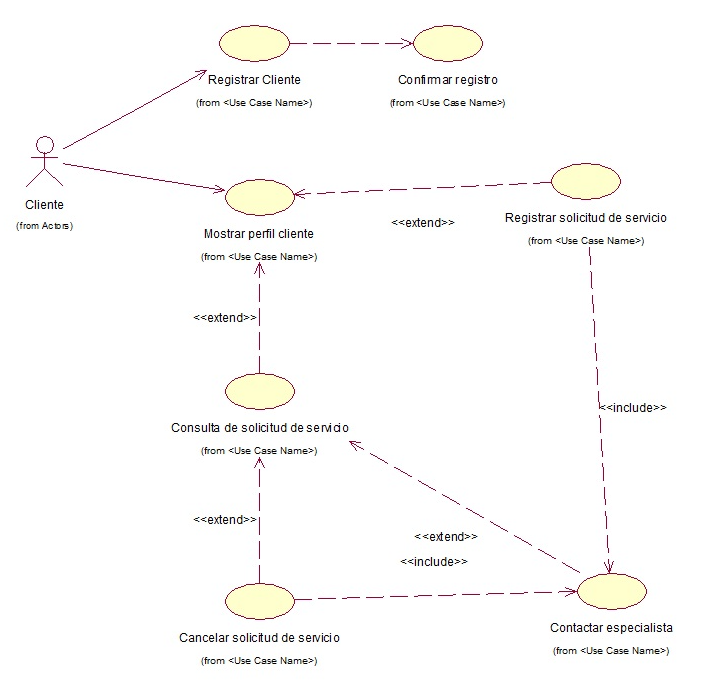 Registrar Cliente
(from <Use Case Name>)
Confirmar registro
(from <Use Case Name>)
Cliente
(from Actors)
Mostrar perfil cliente
(from <Use Case Name>)
<<extend>>
Registrar solicitud de servicio
(from <Use Case Name>)
<<extend>>
<<include>>
Consulta de solicitud de servicio
(from <Use Case Name>)
<<extend>>
<<extend>>
<<include>>
Cancelar solicitud de servicio
(from <Use Case Name>)
Contactar especialista
(from <Use Case Name>)